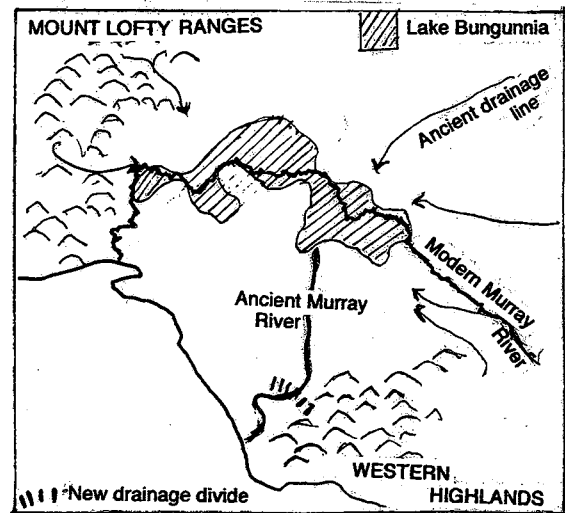 MOUNT LOFTY RANGES
Lake Bungunnia
Ancient drainage
line
Modern Murray
River
Ancient Murray
River
WESTERN
HIGHLANDS
New drainage divide